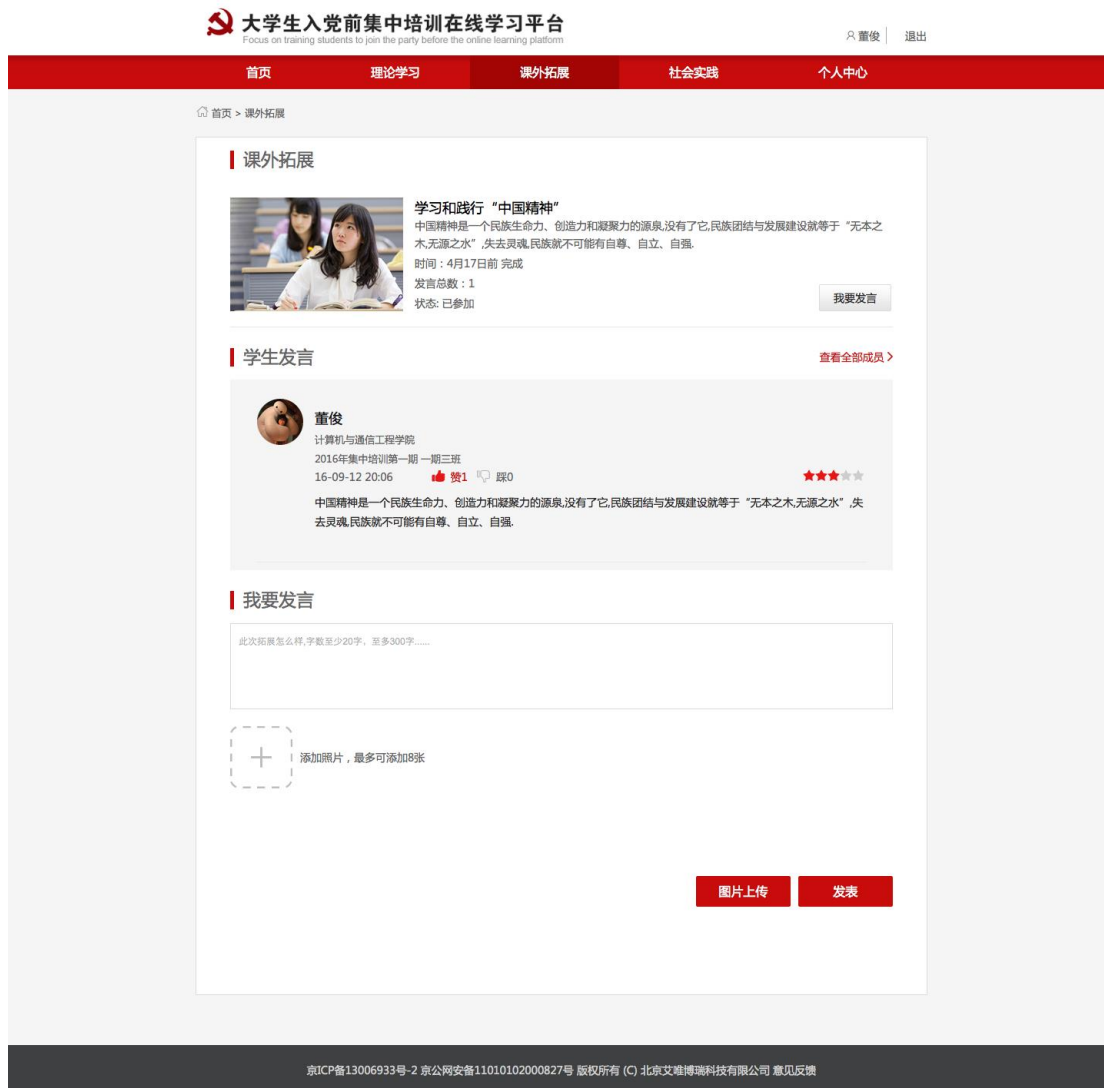 大学生入党前集中培训在线学习平台
Focus on training students to join the party before the online learning platform
董俊 退出
首页 理论学习 课外拓展 社会实践 个人中心
首页 > 课外拓展
课外拓展
学习和践行“中国精神”
中国精神是一个民族生命力、创造力和凝聚力的源泉,没有了它,民族团结与发展建设就等于“无本之
木,无源之水”,失去灵魂,民族就不可能有自尊、自立、自强.
时间：4月17日前 完成
发言总数：1
状态: 已参加
我要发言
学生发言
查看全部成员
董俊
计算机与通信工程学院
2016年集中培训第一期 一期三班
16-09-12 20:06 赞1 踩0
中国精神是一个民族生命力、创造力和凝聚力的源泉,没有了它,民族团结与发展建设就等于“无本之木,无源之水”,失
去灵魂,民族就不可能有自尊、自立、自强.
我要发言
此次拓展怎么样,字数至少20字，至多300字......
添加照片，最多可添加8张
图片上传 发表
京ICP备13006933号-2 京公网安备11010102000827号 版权所有 (C) 北京艾唯博瑞科技有限公司 意见反馈